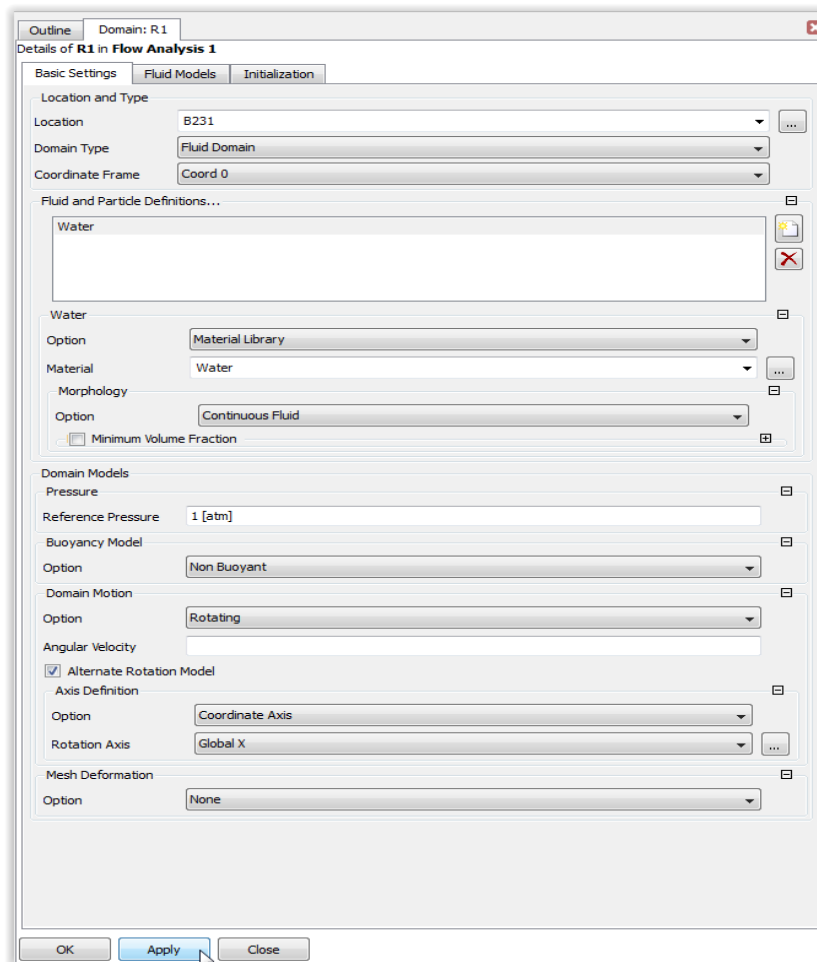 Outline Domain: R1
Details of R1 in Flow Analysis 1
Basic Settings Fluid Models Initialization
Location and Type
Location B231 ...
Domain Type Fluid Domain
Coordinate Frame Coord 0
Fluid and Particle Definitions...
Water
Water
Option Material Library
Material Water ...
Morphology
Option Continuous Fluid
Minimum Volume Fraction
Domain Models
Pressure
Reference Pressure 1 [atm]
Buoyancy Model
Option Non Buoyant
Domain Motion
Option Rotating
Angular Velocity
Alternate Rotation Model
Axis Definition
Option Coordinate Axis
Rotation Axis Global X ...
Mesh Deformation
Option None
OK Apply Close